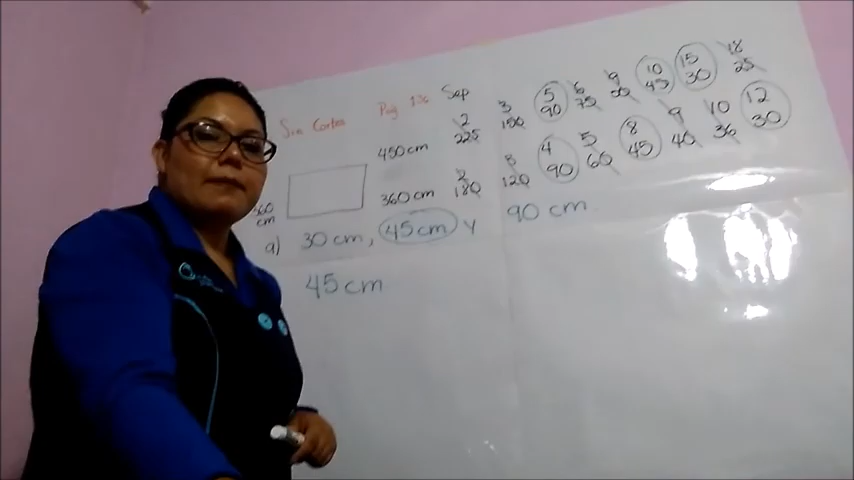 Sin Cortes Pág 136 Sep
450 cm 2 3 5 6 9 10 15 18
225 150 90 75 50 45 30 25
360 cm 2 3 4 5 8 9 10 12
180 120 90 60 45 40 36 30
360
cm
a) 30 cm, 45 cm y 90 cm
45 cm